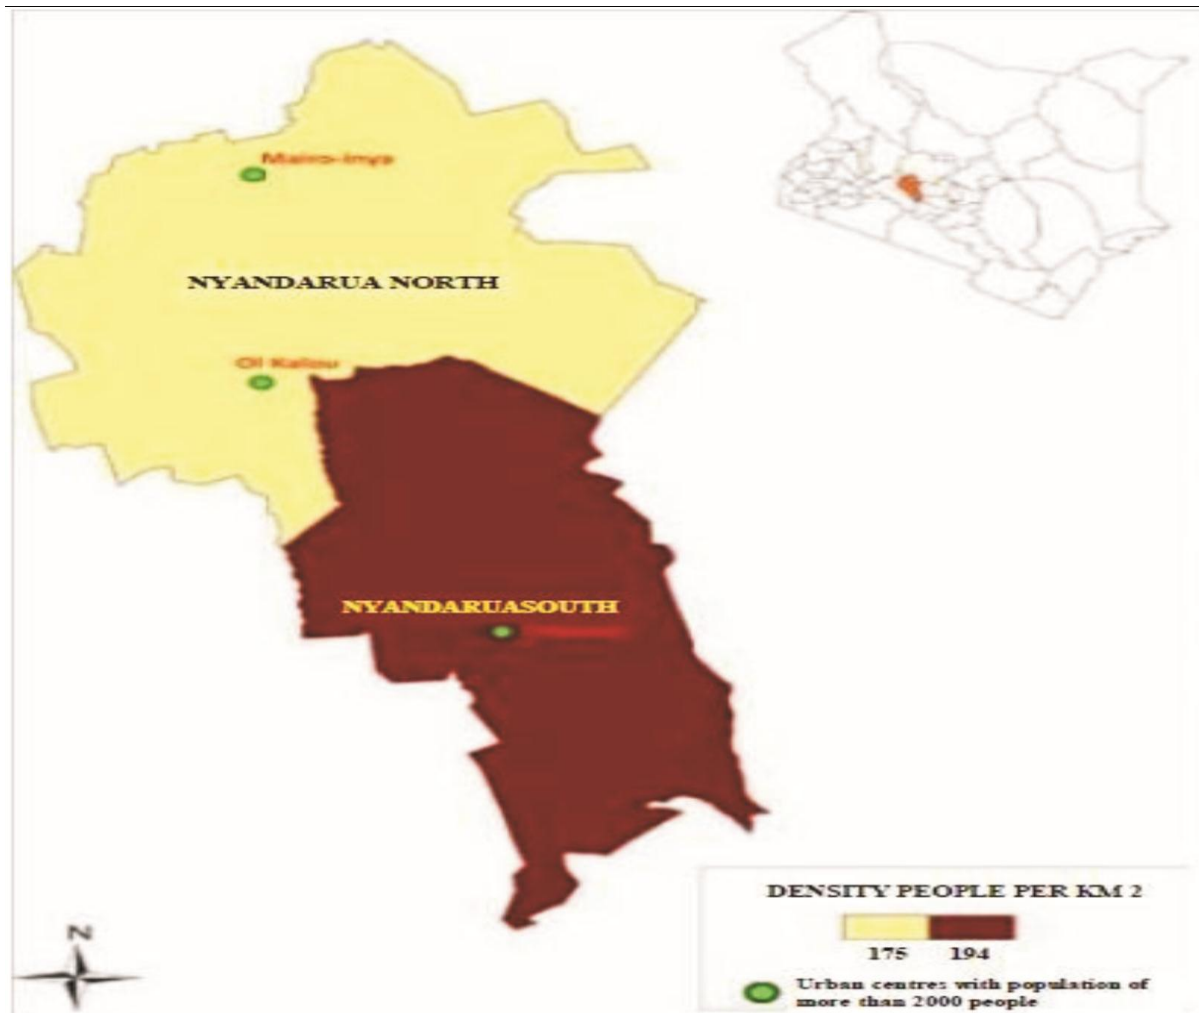 Mairo-Inya
NYANDARUA NORTH
Ol Kalou
NYANDARUASOUTH
N
DENSITY PEOPLE PER KM 2
175 194
Urban centres with population of
more than 2000 people